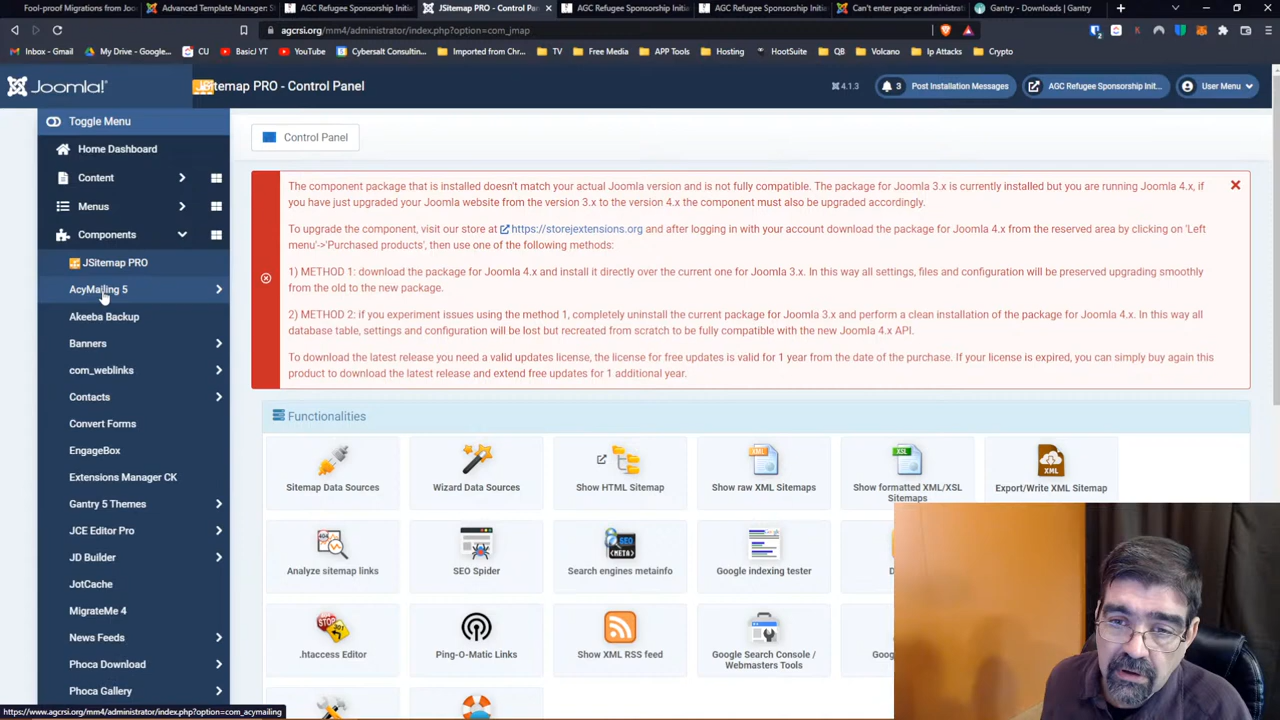 Fool-proof Migrations from Joom
Advanced Template Manager: S
AGC Refugee Sponsorship Initi
JSitemap PRO - Control Pan
AGC Refugee Sponsorship Initi
AGC Refugee Sponsorship Initi
Can't enter page or administrat
Gantry - Downloads | Gantry
agcrsi.org/mm4/administrator/index.php?option=com_jmap
Inbox - Gmail
My Drive - Google...
CU
BasicJ YT
YouTube
Cybersalt Consulting...
Imported from Chr...
TV
Free Media
APP Tools
Hosting
HootSuite
QB
Volcano
Ip Attacks
Crypto
Joomla!
JSitemap PRO - Control Panel
4.1.3
3 Post Installation Messages
AGC Refugee Sponsorship Init...
User Menu
Toggle Menu
Home Dashboard
Content
Menus
Components
JSitemap PRO
AcyMailing 5
Akeeba Backup
Banners
com_weblinks
Contacts
Convert Forms
EngageBox
Extensions Manager CK
Gantry 5 Themes
JCE Editor Pro
JD Builder
JotCache
MigrateMe 4
News Feeds
Phoca Download
Phoca Gallery
https://www.agcrsi.org/mm4/administrator/index.php?option=com_acymailing
Control Panel
The component package that is installed doesn't match your actual Joomla version and is not fully compatible. The package for Joomla 3.x is currently installed but you are running Joomla 4.x, if
you have just upgraded your Joomla website from the version 3.x to the version 4.x the component must also be upgraded accordingly.
To upgrade the component, visit our store at https://storejextensions.org and after logging in with your account download the package for Joomla 4.x from the reserved area by clicking on 'Left
menu'->'Purchased products', then use one of the following methods:
1) METHOD 1: download the package for Joomla 4.x and install it directly over the current one for Joomla 3.x. In this way all settings, files and configuration will be preserved upgrading smoothly
from the old to the new package.
2) METHOD 2: if you experiment issues using the method 1, completely uninstall the current package for Joomla 3.x and perform a clean installation of the package for Joomla 4.x. In this way all
database table, settings and configuration will be lost but recreated from scratch to be fully compatible with the new Joomla 4.x API.
To download the latest release you need a valid updates license, the license for free updates is valid for 1 year from the date of the purchase. If your license is expired, you can simply buy again this
product to download the latest release and extend free updates for 1 additional year.
Functionalities
Sitemap Data Sources
Wizard Data Sources
Show HTML Sitemap
XML
Show raw XML Sitemaps
XSL
Show formatted XML/XSL
Sitemaps
XML
Export/Write XML Sitemap
Analyze sitemap links
SEO Spider
SEO
<META/>
Search engines metainfo
Google indexing tester
D
STOP
301
.htaccess Editor
Ping-O-Matic Links
Show XML RSS feed
Google Search Console /
Webmasters Tools
Goo